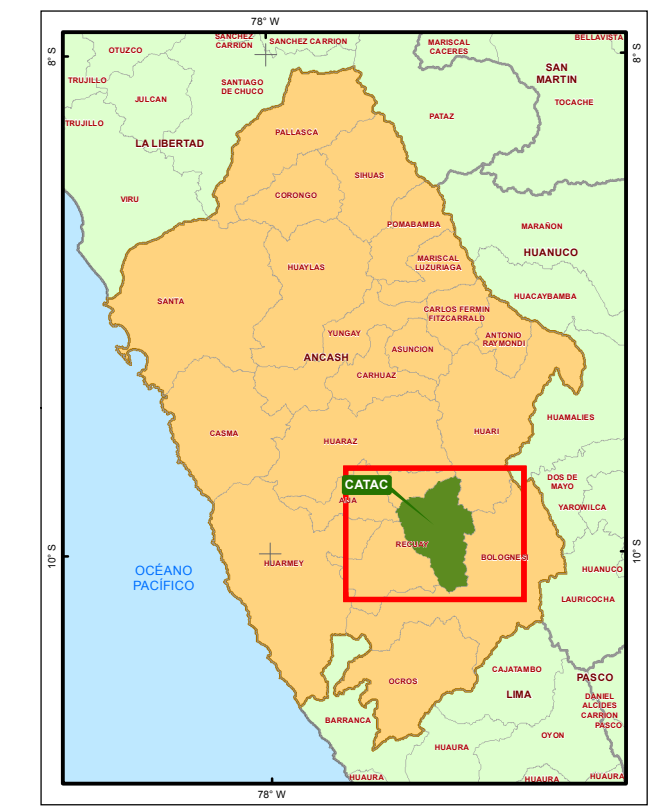 78° W
SANCHEZ
CARRIÓN
SANCHEZ CARRION
MARISCAL
CACERES
BELLAVISTA
OTUZCO
8° S
8° S
SAN
MARTIN
TRUJILLO
SANTIAGO
DE CHUCO
JULCAN
TOCACHE
PATAZ
TRUJILLO
PALLASCA
LA LIBERTAD
SIHUAS
CORONGO
VIRU
POMABAMBA
MARAÑON
HUANUCO
MARISCAL
LUZURIAGA
HUAYLAS
HUACAYBAMBA
SANTA
CARLOS FERMIN
FITZCARRALD
YUNGAY
ANTONIO
RAYMONDI
ASUNCION
ANCASH
CARHUAZ
HUAMALIES
CASMA
HUARI
HUARAZ
DOS DE
MAYO
CATAC
YAROWILCA
RECUAY
10° S
10° S
BOLOGNESI
HUARMEY
OCÉANO
PACÍFICO
HUANUCO
LAURICOCHA
CAJATAMBO
PASCO
OCROS
LIMA
DANIEL
ALCIDES
CARRION
PASCO
BARRANCA
OYON
HUAURA
HUAURA
HUAURA
HUAURA
78° W